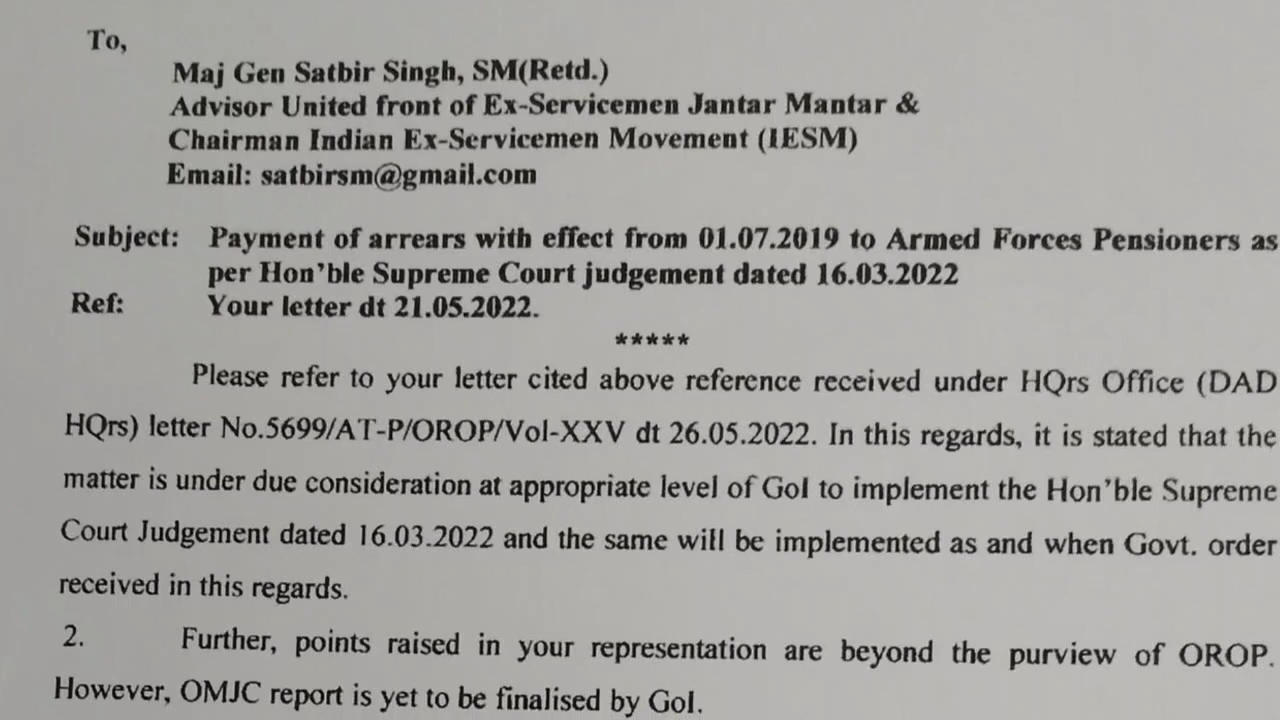 To,
Maj Gen Satbir Singh, SM(Retd.)
Advisor United front of Ex-Servicemen Jantar Mantar &
Chairman Indian Ex-Servicemen Movement (IESM)
Email: satbirsm@gmail.com
Subject: Payment of arrears with effect from 01.07.2019 to Armed Forces Pensioners as
per Hon'ble Supreme Court judgement dated 16.03.2022
Ref: Your letter dt 21.05.2022.
*****
Please refer to your letter cited above reference received under HQrs Office (DAD
HQrs) letter No.5699/AT-P/OROP/Vol-XXV dt 26.05.2022. In this regards, it is stated that the
matter is under due consideration at appropriate level of GoI to implement the Hon'ble Supreme
Court Judgement dated 16.03.2022 and the same will be implemented as and when Govt. order
received in this regards.
2. Further, points raised in your representation are beyond the purview of OROP.
However, OMJC report is yet to be finalised by GoI.